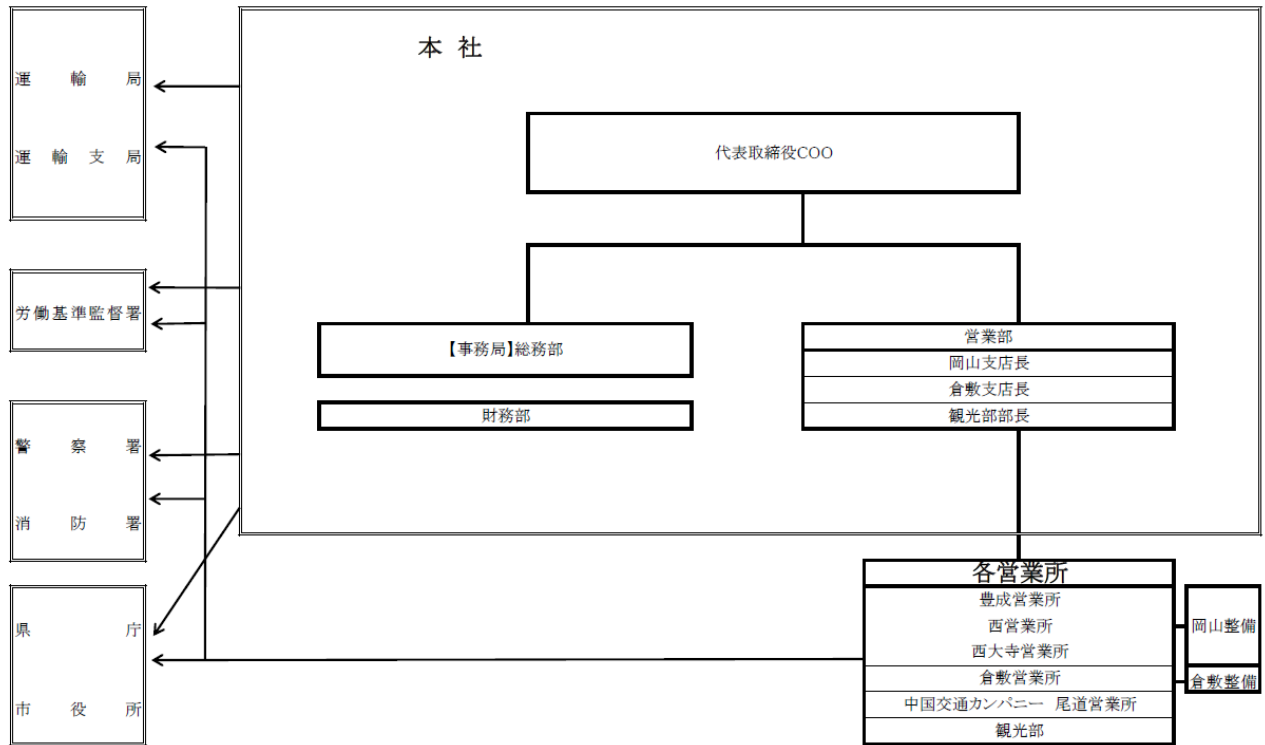 本 社
運 輸 局
運 輸 支 局
代表取締役COO
労働基準監督署
【事務局】総務部
財務部
営業部
岡山支店長
倉敷支店長
観光部部長
警 察 署
消 防 署
県 庁
市 役 所
各営業所
豊成営業所
西営業所
西大寺営業所
倉敷営業所
中国交通カンパニー 尾道営業所
観光部
岡山整備
倉敷整備